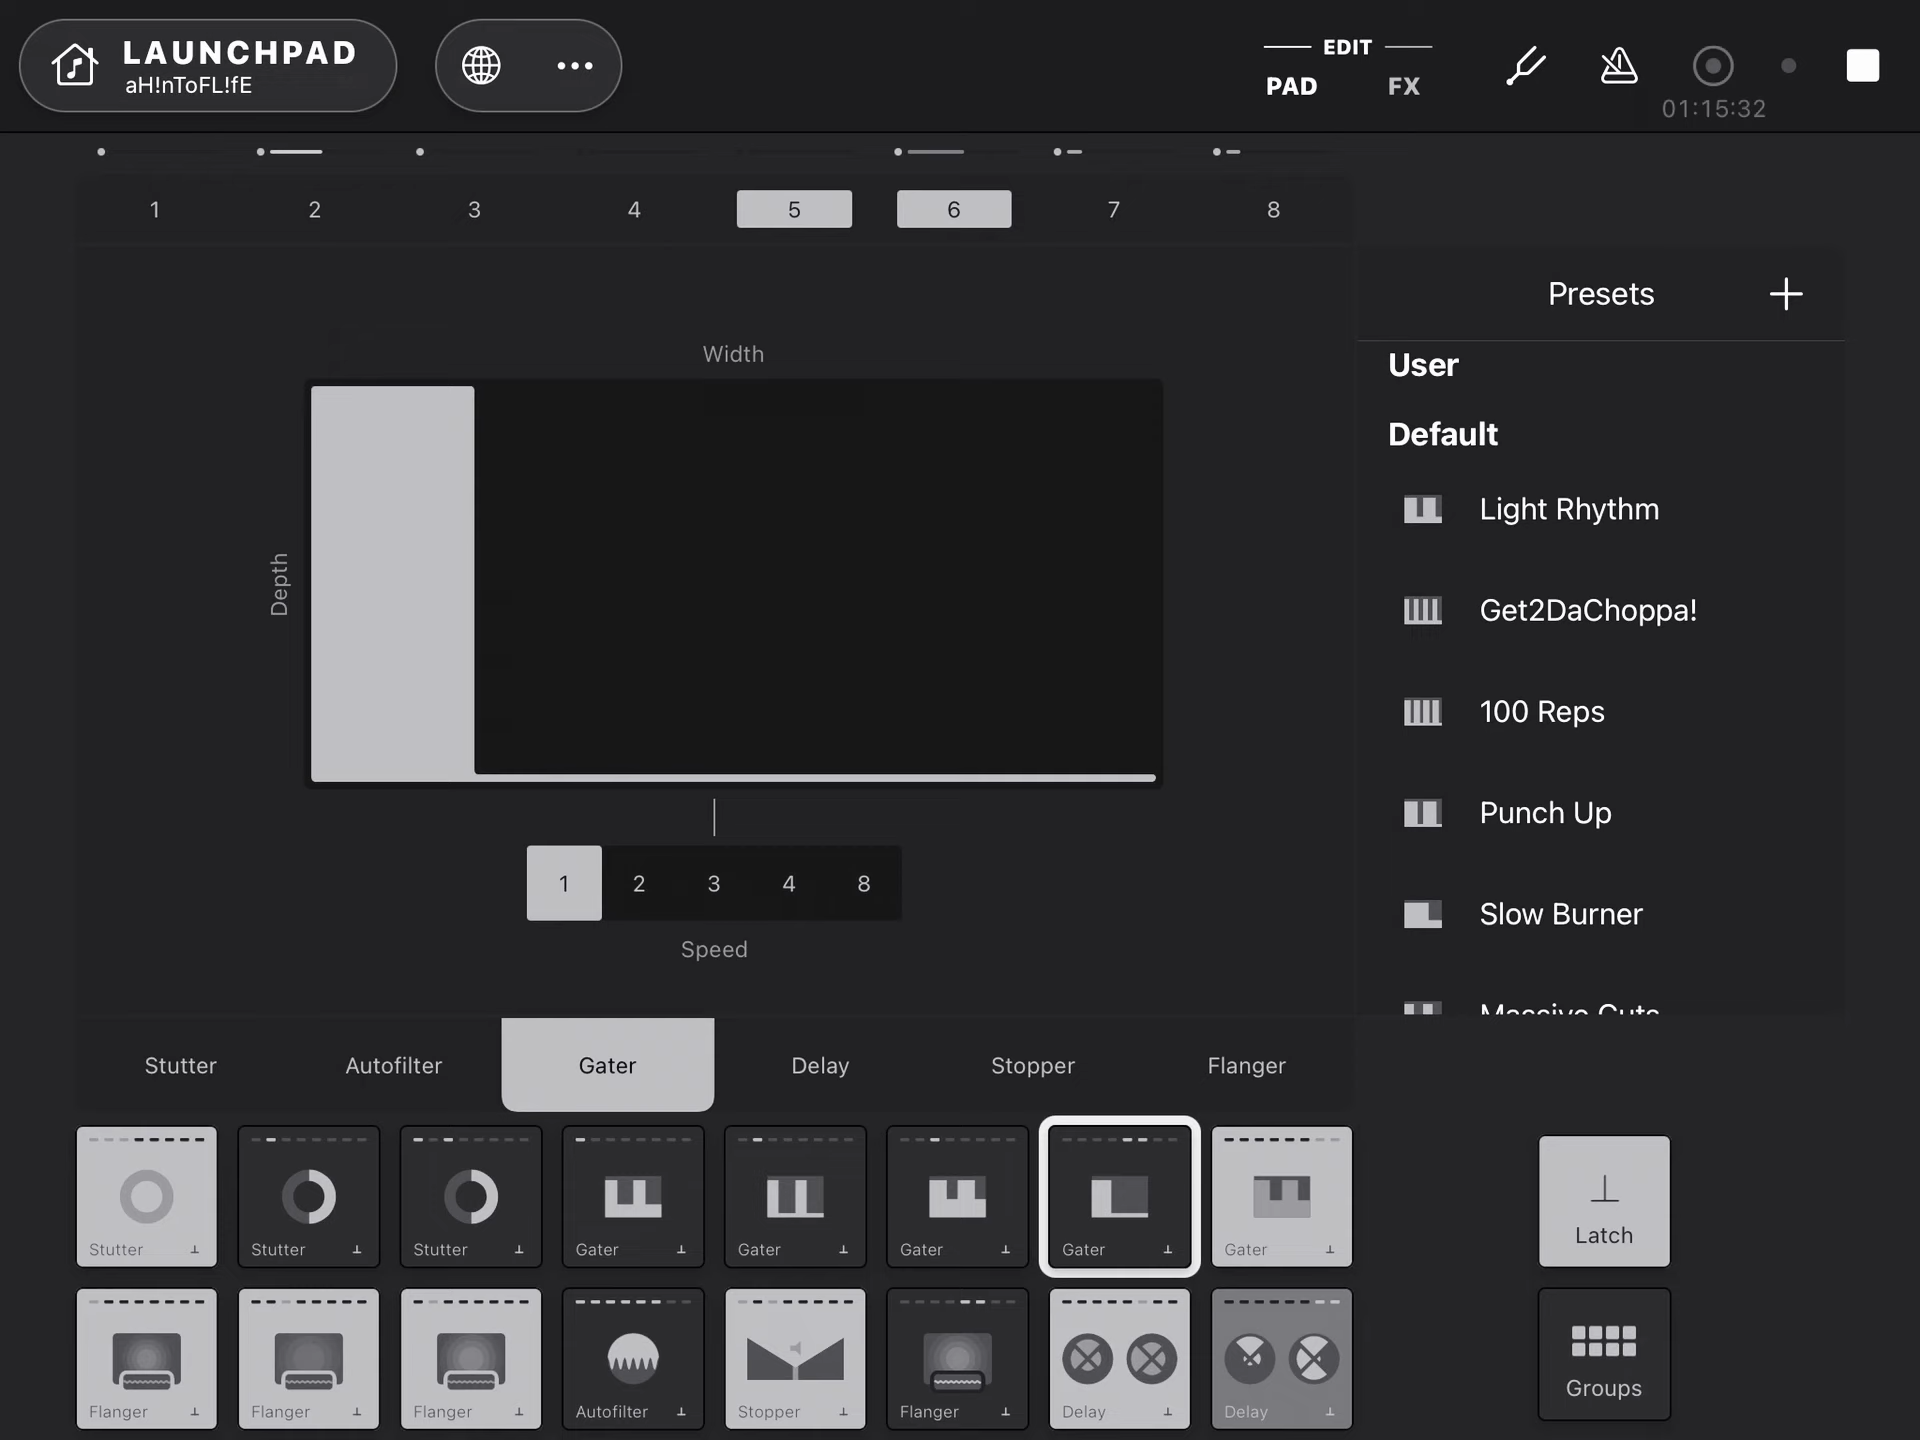 LAUNCHPAD
aH!nToFL!fE
EDIT
PAD FX
01:15:32
1 2 3 4 5 6 7 8
Presets
User
Default
Light Rhythm
Get2DaChoppa!
100 Reps
Punch Up
Slow Burner
Massive Cuts
Width
Depth
1 2 3 4 8
Speed
Stutter Autofilter Gater Delay Stopper Flanger
Stutter Stutter Stutter Gater Gater Gater Gater Gater
Latch
Flanger Flanger Flanger Autofilter Stopper Flanger Delay Delay
Groups